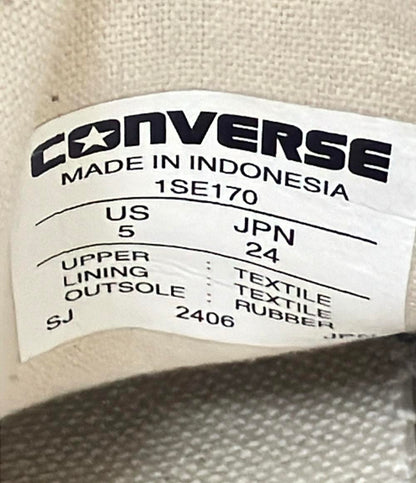 CONVERSE
MADE IN INDONESIA
1SE170
US JPN
5 24
UPPER : TEXTILE
LINING : TEXTILE
OUTSOLE : RUBBER
SJ 2406